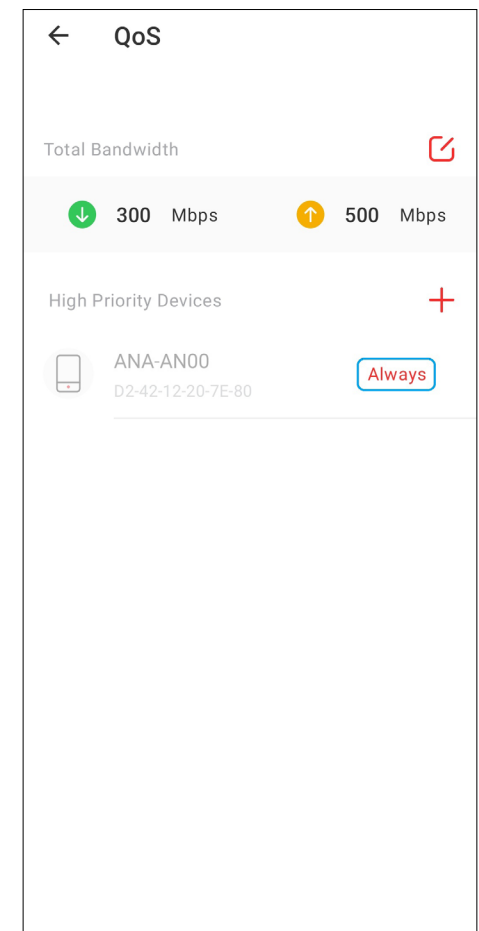 QoS
Total Bandwidth
300 Mbps 500 Mbps
High Priority Devices
ANA-AN00
Always
D2-42-12-20-7E-80